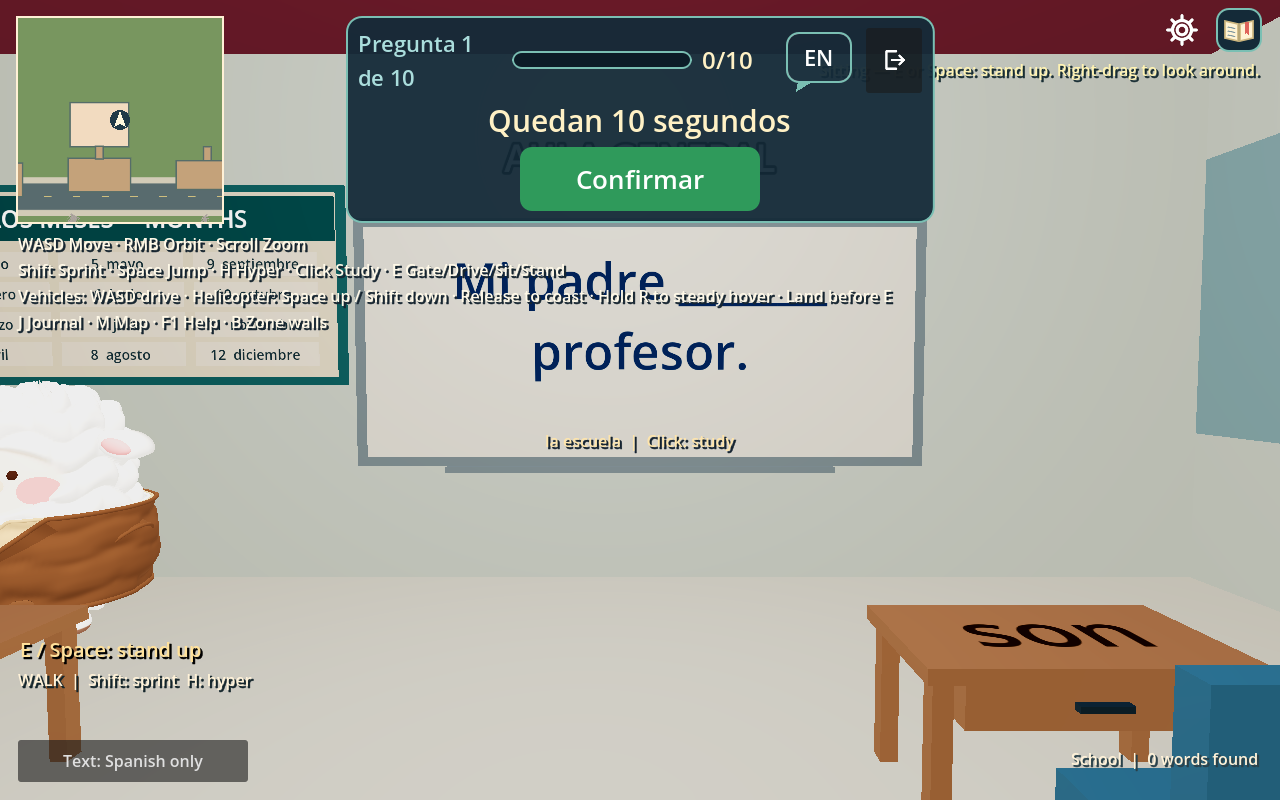 Pregunta 1
de 10
0/10
EN
Space: stand up. Right-drag to look around.
Quedan 10 segundos
Confirmar
MESES
MONTHS
WASD Move · RMB Orbit · Scroll Zoom
5 mayo
9 septiembre
Shift Sprint · Space Jump · H Hyper · Click Study · E Gate/Drive/Sit/Stand
Vehicles: WASD drive · Helicopter: Space up / Shift down · Release to coast · Hold R to steady hover · Land before E
J Journal · M Map · F1 Help · B Zone walls
8 agosto
12 diciembre
Mi padre ______
profesor.
la escuela | Click: study
son
E / Space: stand up
WALK | Shift: sprint H: hyper
Text: Spanish only
School | 0 words found